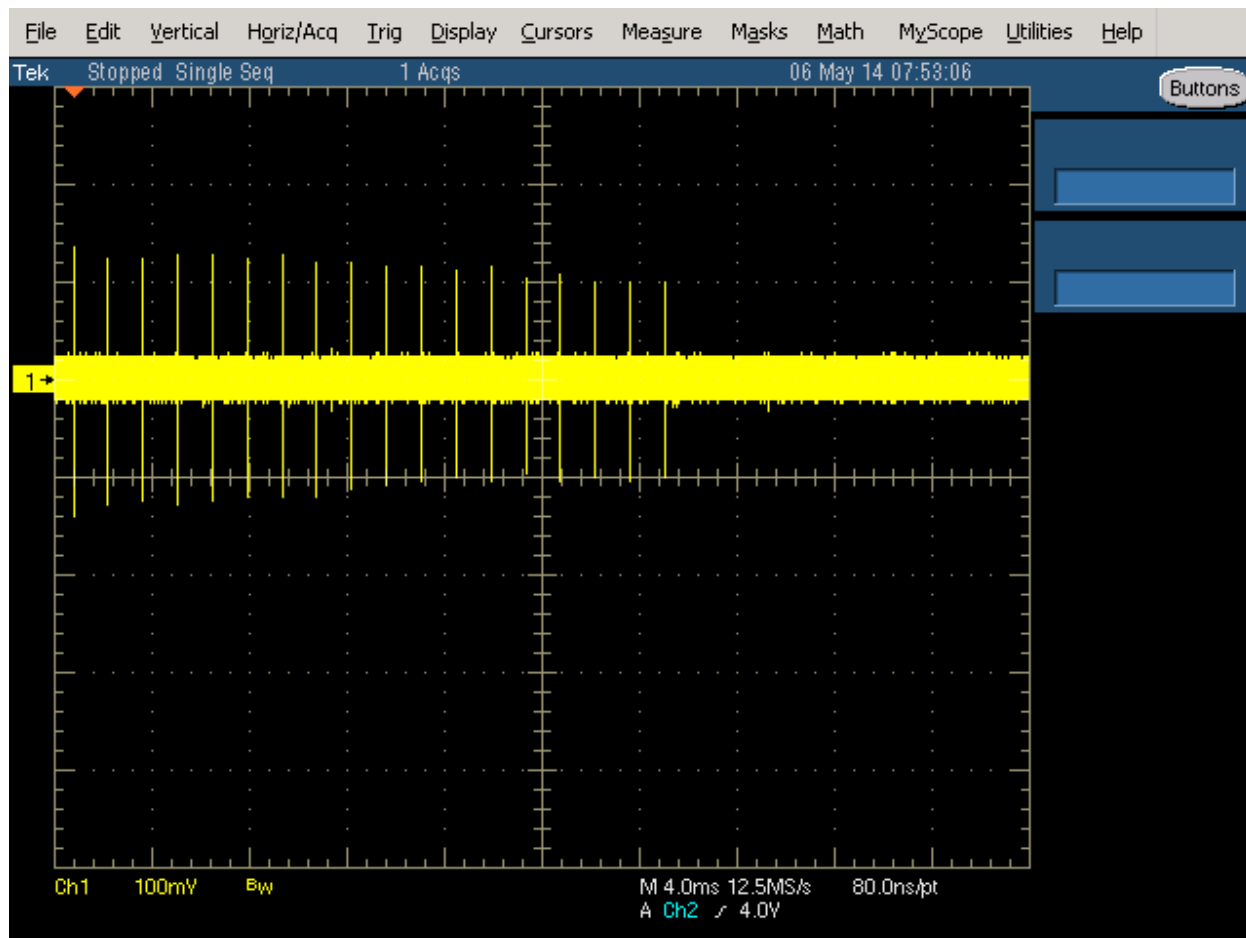 File Edit Vertical Horiz/Acq Trig Display Cursors Measure Masks Math MyScope Utilities Help
Tek Stopped Single Seq 1 Acqs 06 May 14 07:53:06
Buttons
1
Ch1 100mV BW M 4.0ms 12.5MS/s 80.0ns/pt
A Ch2 4.0V